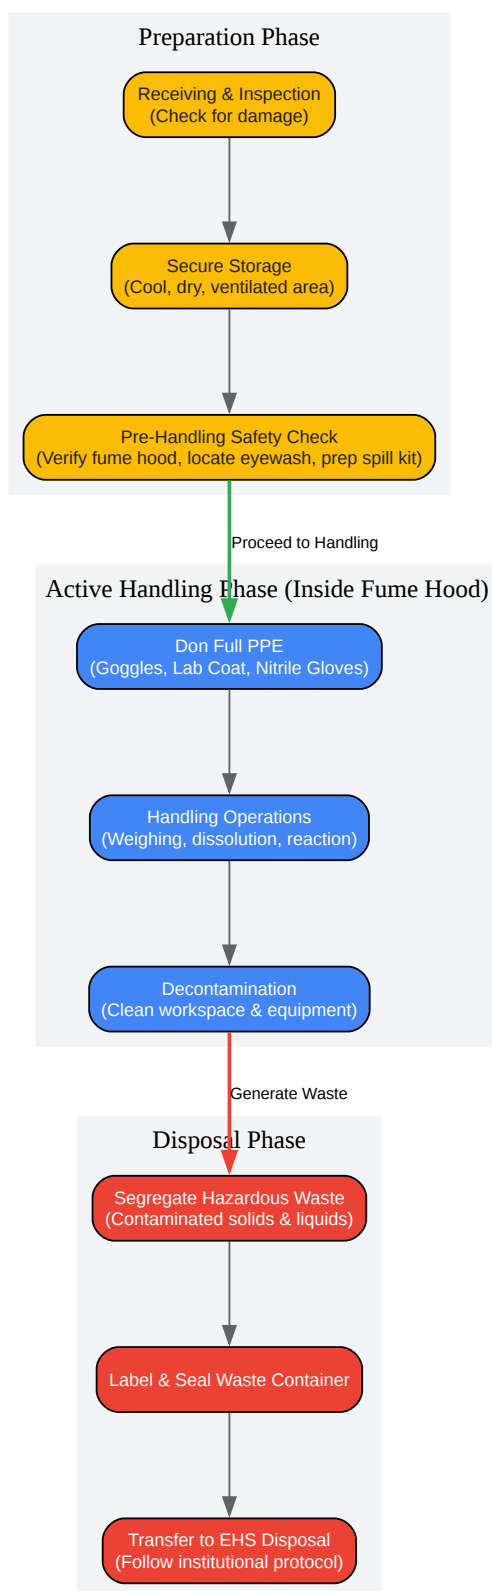 Preparation Phase
Receiving & Inspection
(Check for damage)
Secure Storage
(Cool, dry, ventilated area)
Pre-Handling Safety Check
(Verify fume hood, locate eyewash, prep spill kit)
Proceed to Handling
Active Handling Phase (Inside Fume Hood)
Don Full PPE
(Goggles, Lab Coat, Nitrile Gloves)
Handling Operations
(Weighing, dissolution, reaction)
Decontamination
(Clean workspace & equipment)
Generate Waste
Disposal Phase
Segregate Hazardous Waste
(Contaminated solids & liquids)
Label & Seal Waste Container
Transfer to EHS Disposal
(Follow institutional protocol)